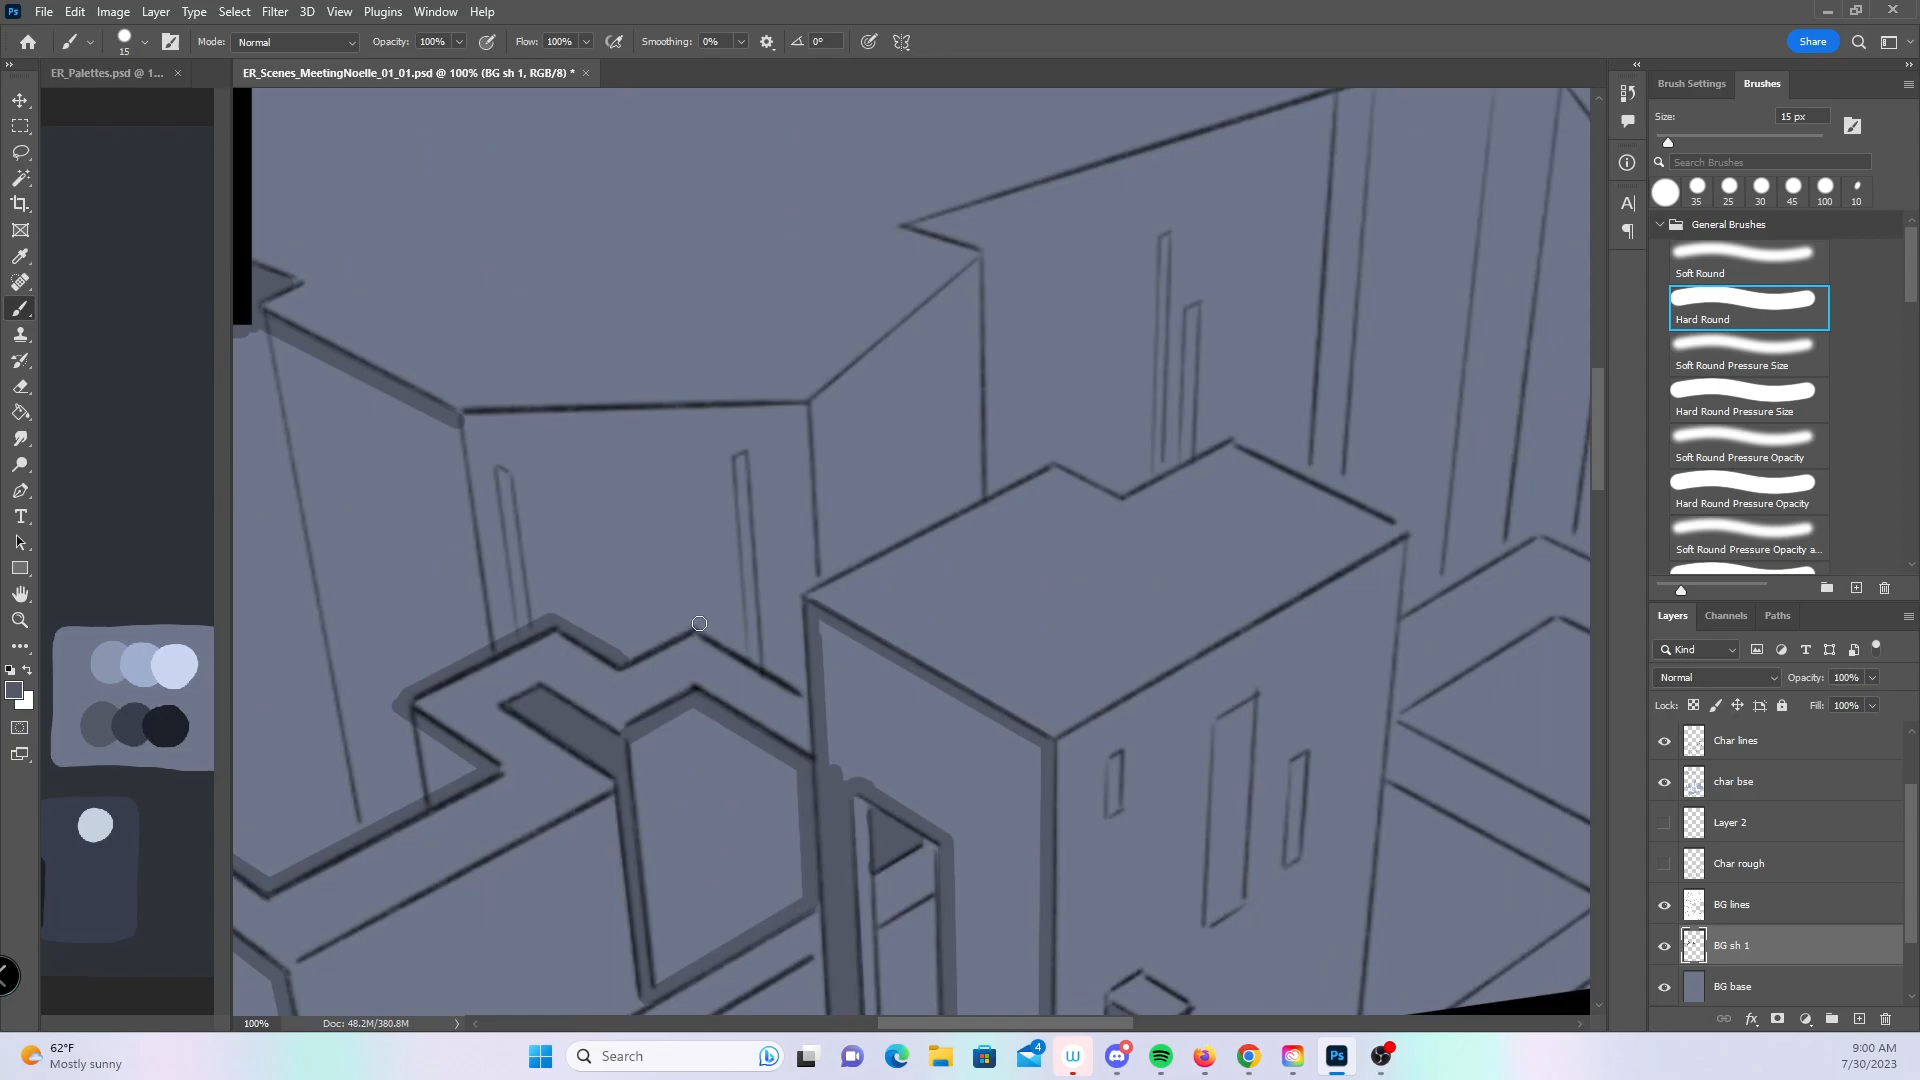 Ps File Edit Image Layer Type Select Filter 3D View Plugins Window Help
15 Mode: Normal Opacity: 100% Flow: 100% Smoothing: 0% 0° Share
ER_Palettes.psd @ 1... × ER_Scenes_MeetingNoelle_01_01.psd @ 100% (BG sh 1, RGB/8) * ×
Brush Settings Brushes
Size: 15 px
Search Brushes
35 25 30 45 100 10
General Brushes
Soft Round
Hard Round
Soft Round Pressure Size
Hard Round Pressure Size
Soft Round Pressure Opacity
Hard Round Pressure Opacity
Soft Round Pressure Opacity a...
Layers Channels Paths
Kind
Normal Opacity: 100%
Lock: Fill: 100%
Char lines
char bse
Layer 2
Char rough
BG lines
BG sh 1
BG base
100% Doc: 48.2M/380.8M
62°F
Mostly sunny
Search
4
Ps
9:00 AM
7/30/2023